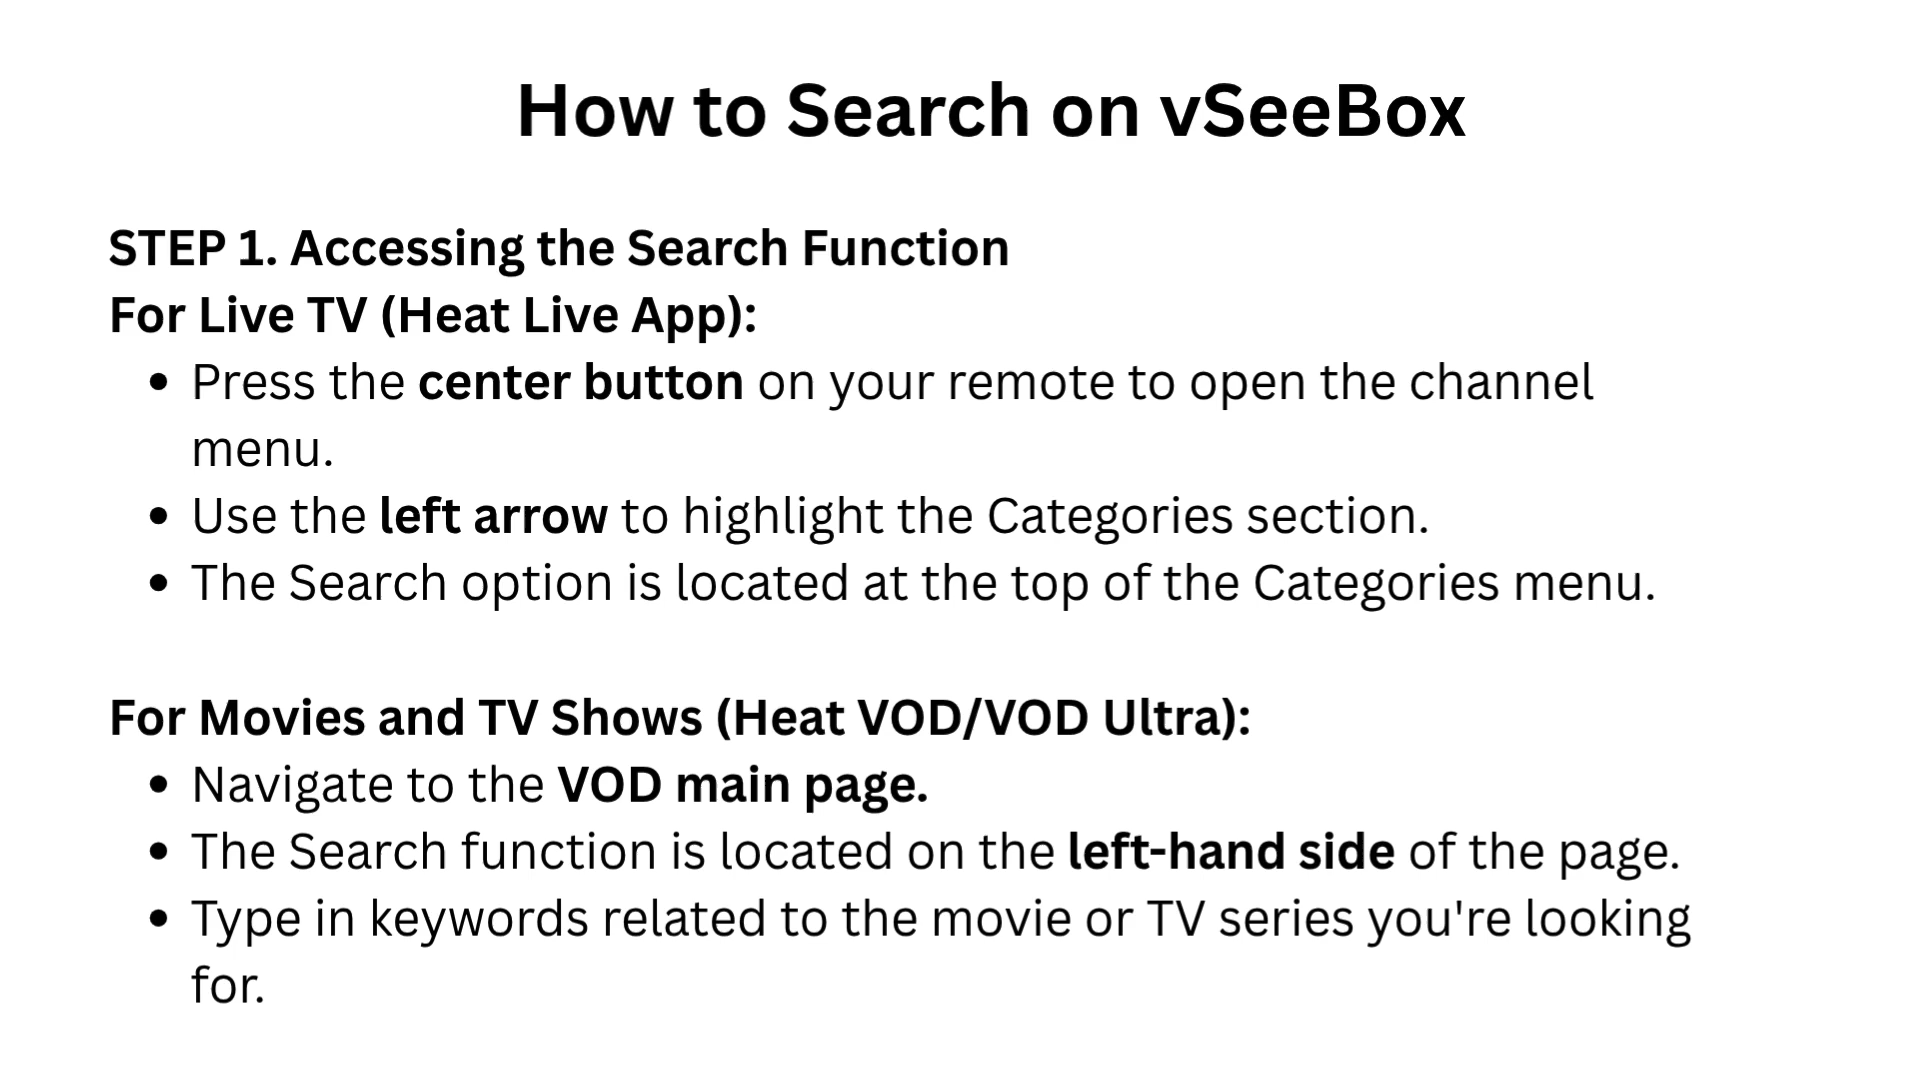 How to Search on vSeeBox
STEP 1. Accessing the Search Function
For Live TV (Heat Live App):
• Press the center button on your remote to open the channel
menu.
• Use the left arrow to highlight the Categories section.
• The Search option is located at the top of the Categories menu.
For Movies and TV Shows (Heat VOD/VOD Ultra):
• Navigate to the VOD main page.
• The Search function is located on the left-hand side of the page.
• Type in keywords related to the movie or TV series you're looking
for.